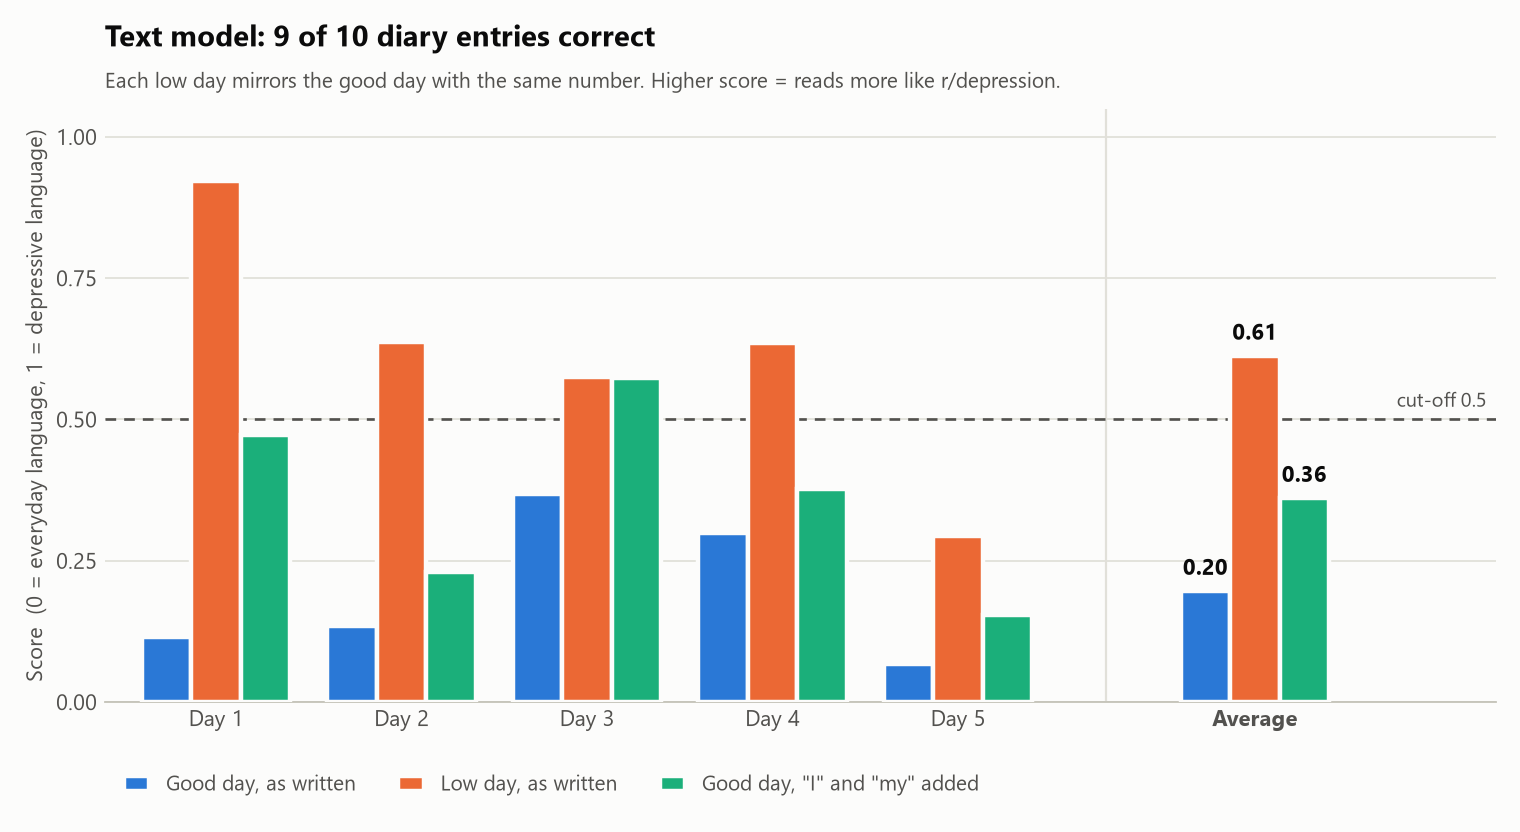 Text model: 9 of 10 diary entries correct
Each low day mirrors the good day with the same number. Higher score = reads more like r/depression.
Score (0 = everyday language, 1 = depressive language)
1.00
0.75
0.50
0.25
0.00
cut-off 0.5
0.20
0.61
0.36
Day 1
Day 2
Day 3
Day 4
Day 5
Average
Good day, as written
Low day, as written
Good day, "I" and "my" added